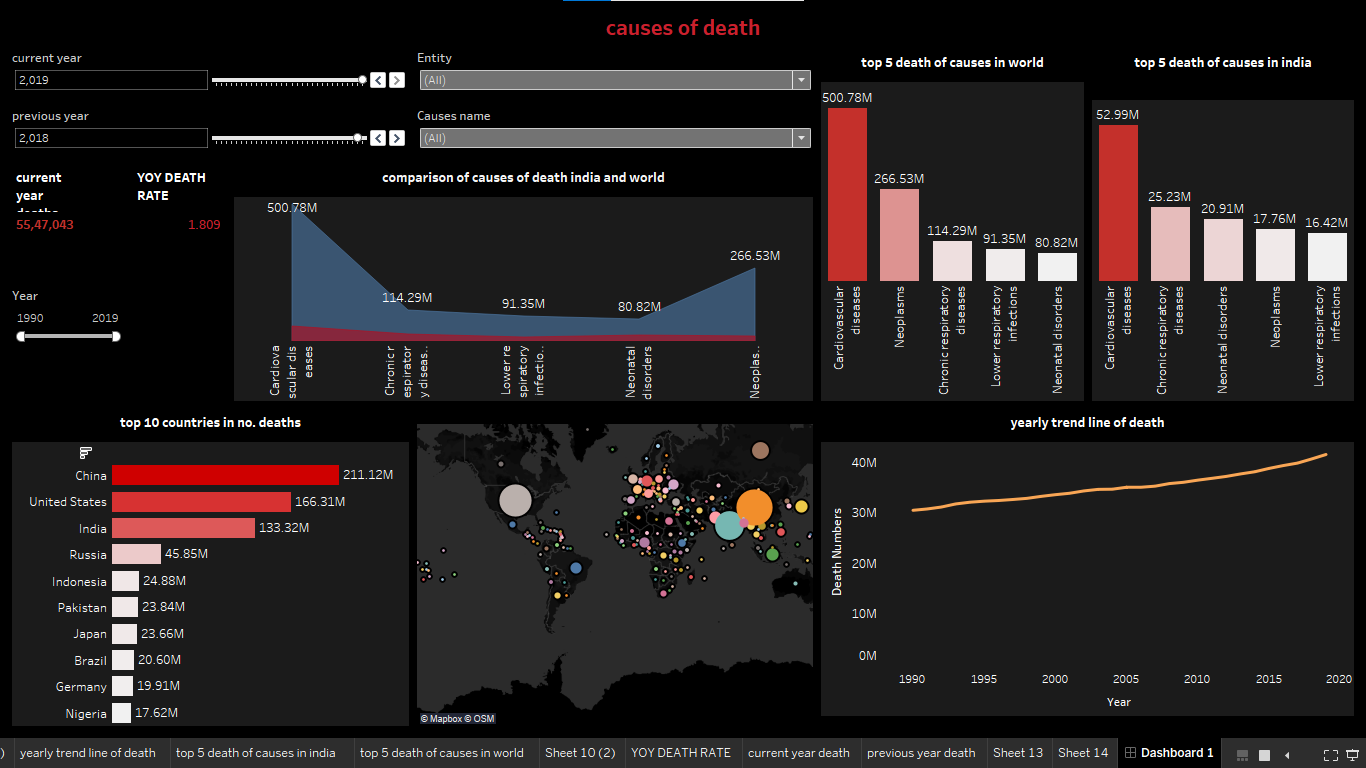 causes of death
current year
2,019
previous year
2,018
Entity
(All)
Causes name
(All)
current
year
deaths
55,47,043
YOY DEATH
RATE
1.809
Year
1990
2019
comparison of causes of death india and world
500.78M
114.29M
91.35M
80.82M
266.53M
Cardiova
scular dis
eases
Chronic r
espirator
y diseas..
Lower re
spiratory
infectio..
Neonatal
disorders
Neoplas..
top 5 death of causes in world
500.78M
266.53M
114.29M
91.35M
80.82M
Cardiovascular
diseases
Neoplasms
Chronic respiratory
diseases
Lower respiratory
infections
Neonatal disorders
top 5 death of causes in india
52.99M
25.23M
20.91M
17.76M
16.42M
Cardiovascular
diseases
Chronic respiratory
diseases
Neonatal disorders
Neoplasms
Lower respiratory
infections
top 10 countries in no. deaths
China 211.12M
United States 166.31M
India 133.32M
Russia 45.85M
Indonesia 24.88M
Pakistan 23.84M
Japan 23.66M
Brazil 20.60M
Germany 19.91M
Nigeria 17.62M
© Mapbox © OSM
yearly trend line of death
Death Numbers
40M
30M
20M
10M
0M
1990 1995 2000 2005 2010 2015 2020
Year
) yearly trend line of death top 5 death of causes in india top 5 death of causes in world Sheet 10 (2) YOY DEATH RATE current year death previous year death Sheet 13 Sheet 14 Dashboard 1